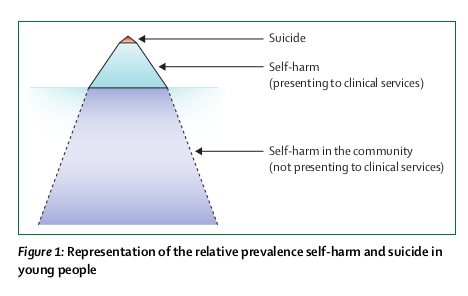 Suicide
Self-harm
(presenting to clinical services)
Self-harm in the community
(not presenting to clinical services)
Figure 1: Representation of the relative prevalence self-harm and suicide in
young people